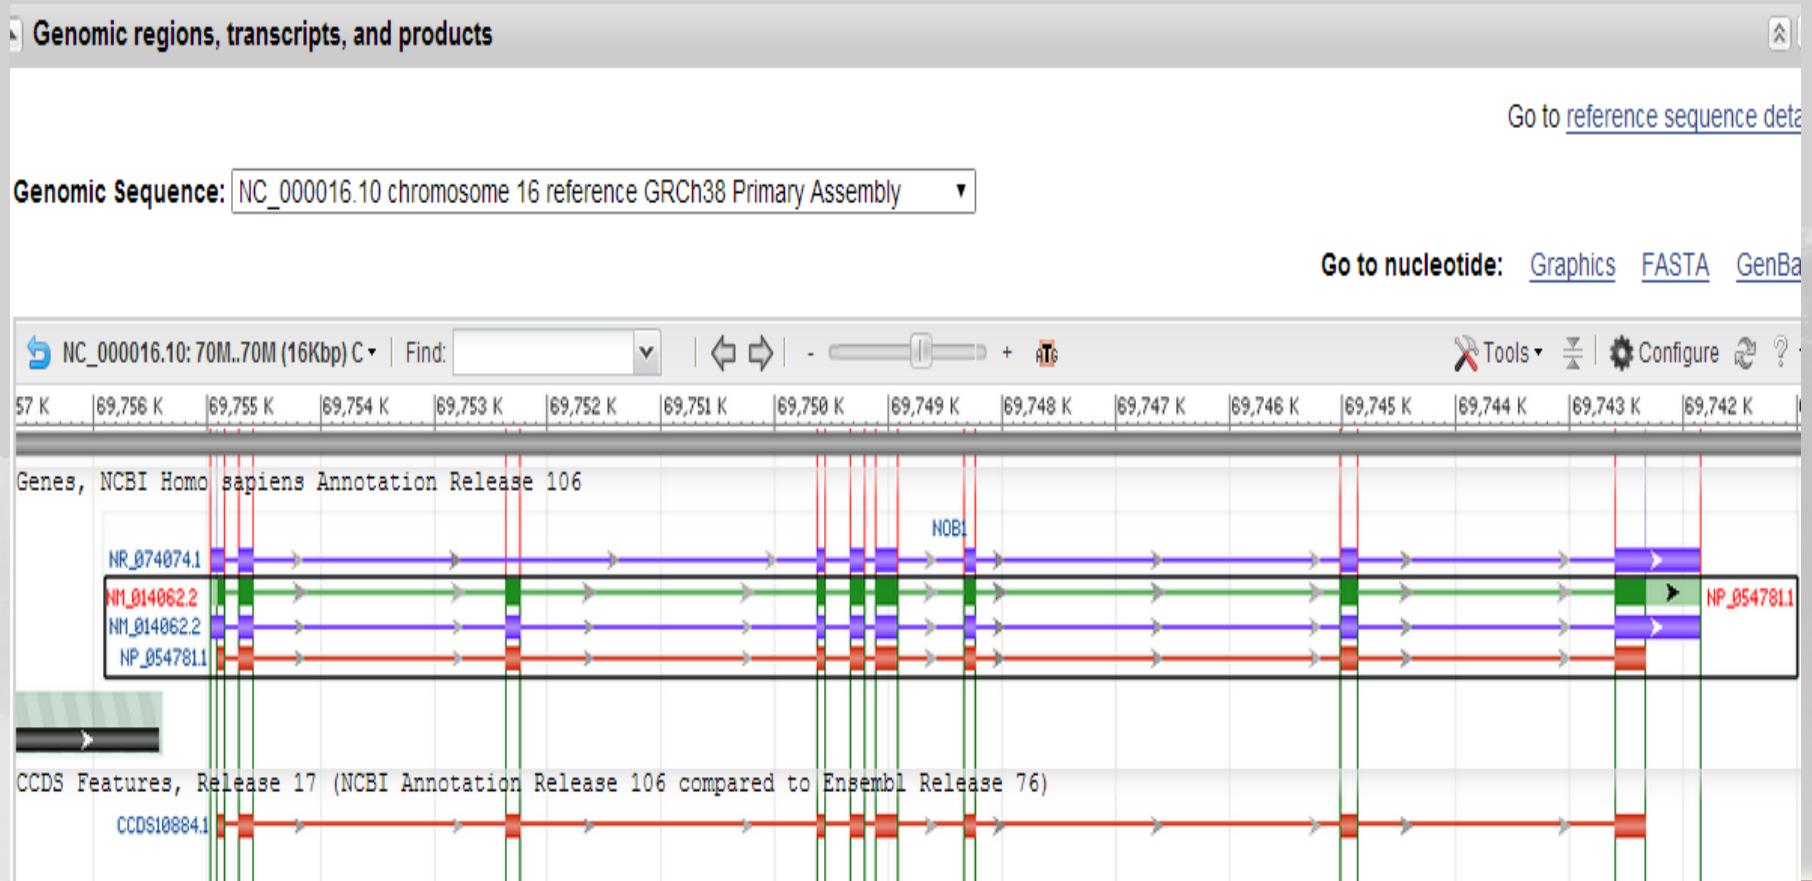 Genomic regions, transcripts, and products
Go to reference sequence deta
Genomic Sequence: NC_000016.10 chromosome 16 reference GRCh38 Primary Assembly
Go to nucleotide: Graphics FASTA GenBa
NC_000016.10: 70M..70M (16Kbp) C Find: - + ATG Tools Configure ?
57 K 69,756 K 69,755 K 69,754 K 69,753 K 69,752 K 69,751 K 69,750 K 69,749 K 69,748 K 69,747 K 69,746 K 69,745 K 69,744 K 69,743 K 69,742 K
Genes, NCBI Homo sapiens Annotation Release 106
NOB1
NR_074074.1
NM_014062.2 NP_054781.1
NM_014062.2
NP_054781.1
CCDS Features, Release 17 (NCBI Annotation Release 106 compared to Ensembl Release 76)
CCDS10884.1